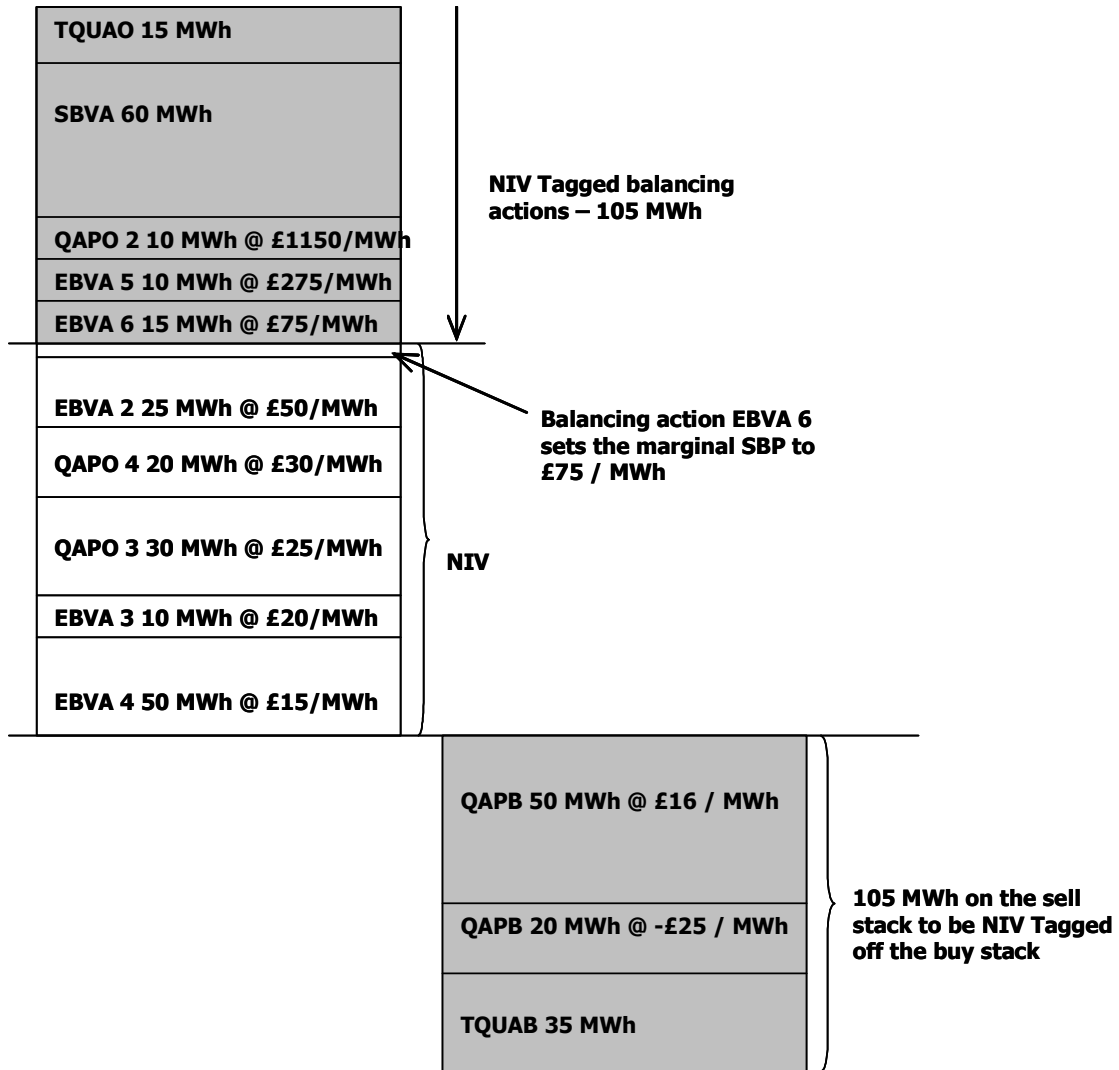 TQUAO 15 MWh
SBVA 60 MWh
NIV Tagged balancing
actions – 105 MWh
QAPO 2 10 MWh @ £1150/MWh
EBVA 5 10 MWh @ £275/MWh
EBVA 6 15 MWh @ £75/MWh
EBVA 2 25 MWh @ £50/MWh
Balancing action EBVA 6
sets the marginal SBP to
£75 / MWh
QAPO 4 20 MWh @ £30/MWh
QAPO 3 30 MWh @ £25/MWh
NIV
EBVA 3 10 MWh @ £20/MWh
EBVA 4 50 MWh @ £15/MWh
QAPB 50 MWh @ £16 / MWh
105 MWh on the sell
stack to be NIV Tagged
off the buy stack
QAPB 20 MWh @ -£25 / MWh
TQUAB 35 MWh